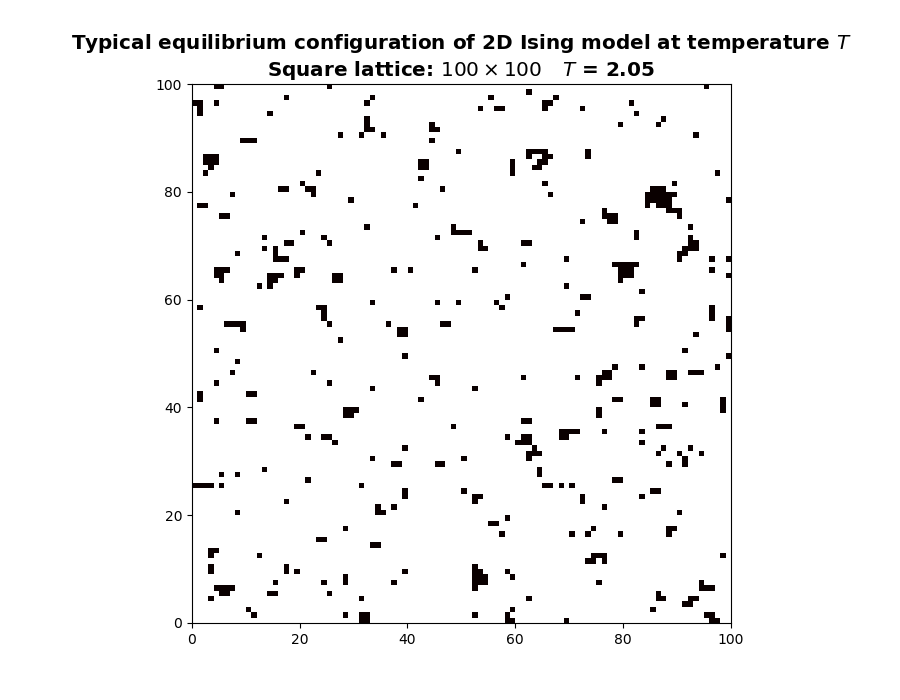 Typical equilibrium configuration of 2D Ising model at temperature T
Square lattice: 100 × 100 T = 2.05
100
80
60
40
20
0
0 20 40 60 80 100